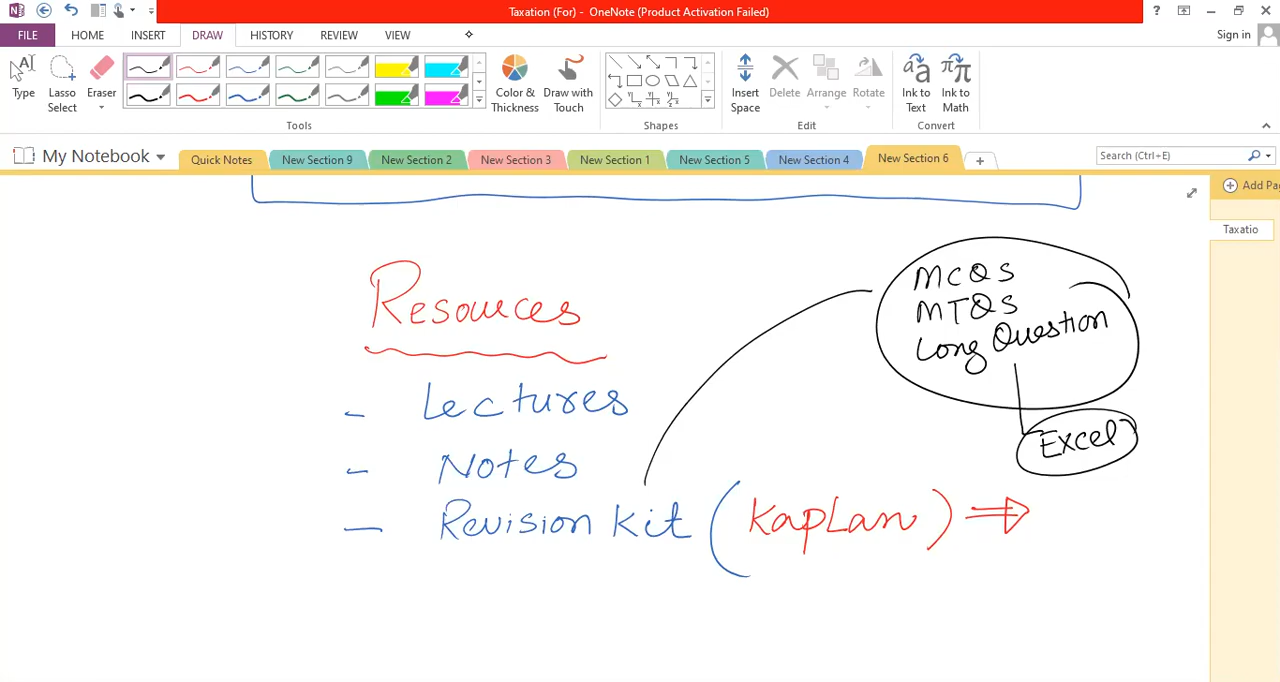 Taxation (For) - OneNote (Product Activation Failed)
?
FILE HOME INSERT DRAW HISTORY REVIEW VIEW
Sign in
Type
Lasso Select
Eraser
Color & Thickness
Draw with Touch
Insert Space
Delete
Arrange
Rotate
Ink to Text
Ink to Math
Tools
Shapes
Edit
Convert
My Notebook
Quick Notes New Section 9 New Section 2 New Section 3 New Section 1 New Section 5 New Section 4 New Section 6
Search (Ctrl+E)
Add Pa
Taxatio
Resources
- Lectures
- Notes
- Revision Kit (Kaplan) ⇒
MCQS
MTQS
Long Question
Excel